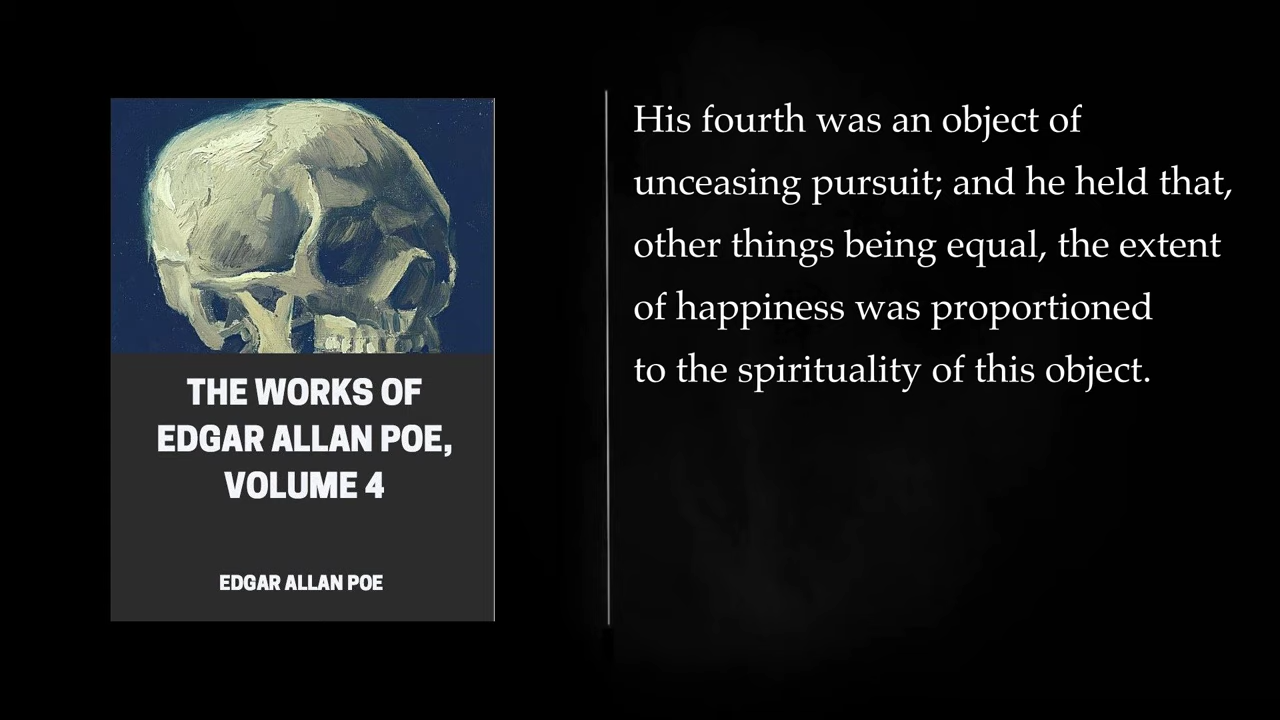 THE WORKS OF
EDGAR ALLAN POE,
VOLUME 4
EDGAR ALLAN POE
His fourth was an object of
unceasing pursuit; and he held that,
other things being equal, the extent
of happiness was proportioned
to the spirituality of this object.